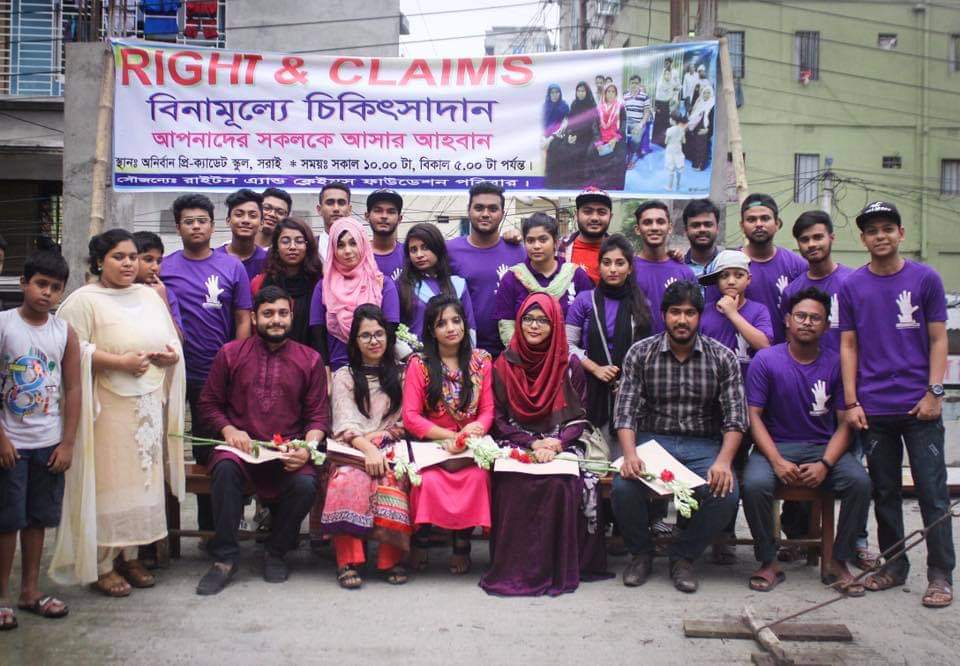 RIGHT & CLAIMS
বিনামূল্যে চিকিৎসাদান
আপনাদের সকলকে আসার আহবান
স্থানঃ অনির্বান প্রি-ক্যাডেট স্কুল, সরাই * সময়ঃ সকাল ১০.০০ টা, বিকাল ৫.০০ টা পর্যন্ত ।
সৌজন্যেঃ রাইটস এ্যান্ড ক্লেইমস ফাউন্ডেশন পরিবার ।